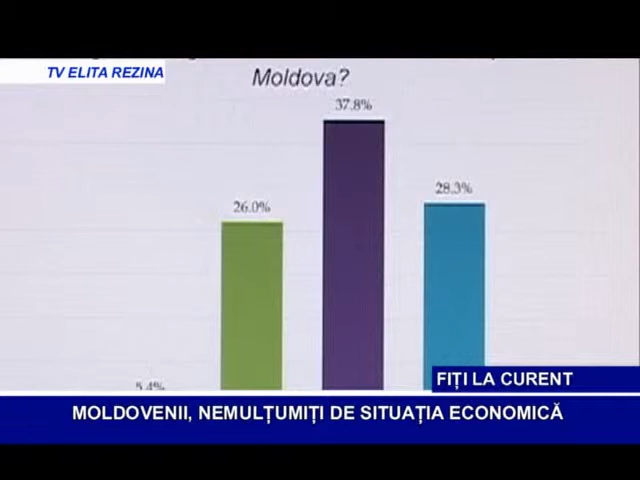 TV ELITA REZINA
Moldova?
37.8%
26.0%
28.3%
5.4%
FIȚI LA CURENT
MOLDOVENII, NEMULȚUMIȚI DE SITUAȚIA ECONOMICĂ